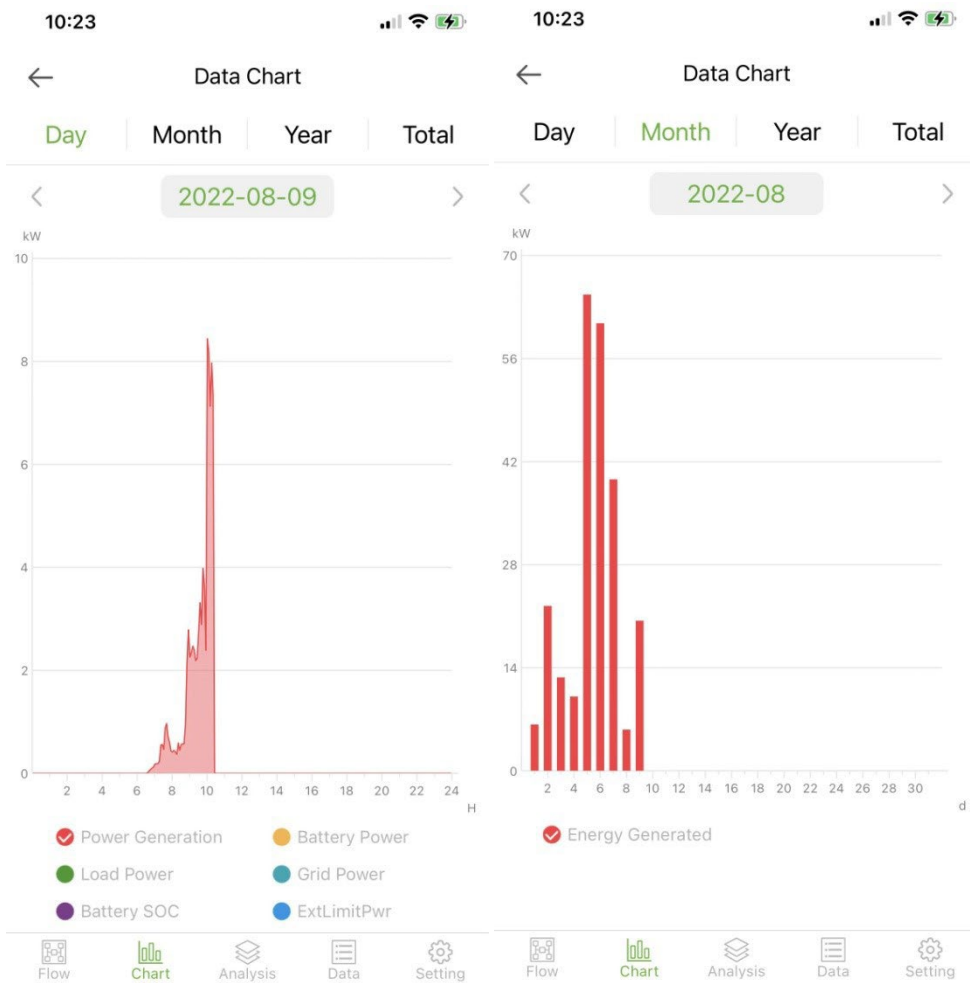 10:23
Data Chart
Day Month Year Total
2022-08-09
kW
10
8
6
4
2
0
2 4 6 8 10 12 14 16 18 20 22 24
H
Power Generation Battery Power
Load Power Grid Power
Battery SOC ExtLimitPwr
Flow Chart Analysis Data Setting
10:23
Data Chart
Day Month Year Total
2022-08
kW
70
56
42
28
14
0
2 4 6 8 10 12 14 16 18 20 22 24 26 28 30
d
Energy Generated
Flow Chart Analysis Data Setting